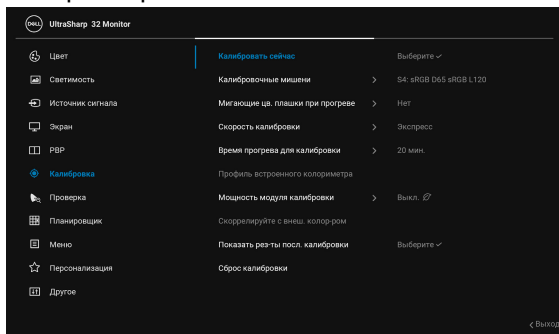 DELL UltraSharp 32 Monitor
Цвет
Светимость
Источник сигнала
Экран
PBP
Калибровка
Проверка
Планировщик
Меню
Персонализация
Другое
Калибровать сейчас Выберите
Калибровочные мишени S4: sRGB D65 sRGB L120
Мигающие цв. плашки при прогреве Нет
Скорость калибровки Экспресс
Время прогрева для калибровки 20 мин.
Профиль встроенного колориметра
Мощность модуля калибровки Выкл.
Скоррелируйте с внеш. колор-ром
Показать рез-ты посл. калибровки Выберите
Сброс калибровки
Выход